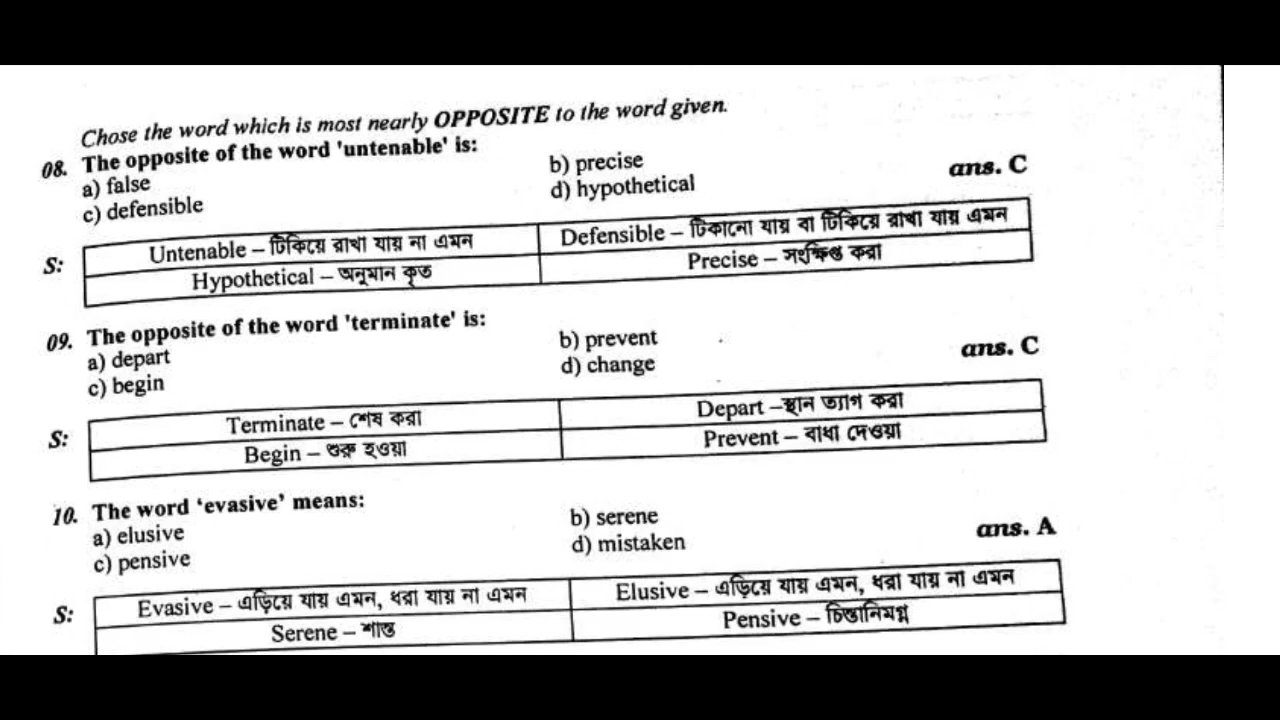 Chose the word which is most nearly OPPOSITE to the word given.
08. The opposite of the word 'untenable' is:
a) false b) precise ans. C
c) defensible d) hypothetical
S: Untenable – টিকিয়ে রাখা যায় না এমন Defensible – টিকানো যায় বা টিকিয়ে রাখা যায় এমন
Hypothetical – অনুমান কৃত Precise – সংক্ষিপ্ত করা
09. The opposite of the word 'terminate' is:
a) depart b) prevent ans. C
c) begin d) change
S: Terminate – শেষ করা Depart –স্থান ত্যাগ করা
Begin – শুরু হওয়া Prevent – বাধা দেওয়া
10. The word ‘evasive’ means:
a) elusive b) serene ans. A
c) pensive d) mistaken
S: Evasive – এড়িয়ে যায় এমন, ধরা যায় না এমন Elusive – এড়িয়ে যায় এমন, ধরা যায় না এমন
Serene – শান্ত Pensive – চিন্তানিমগ্ন